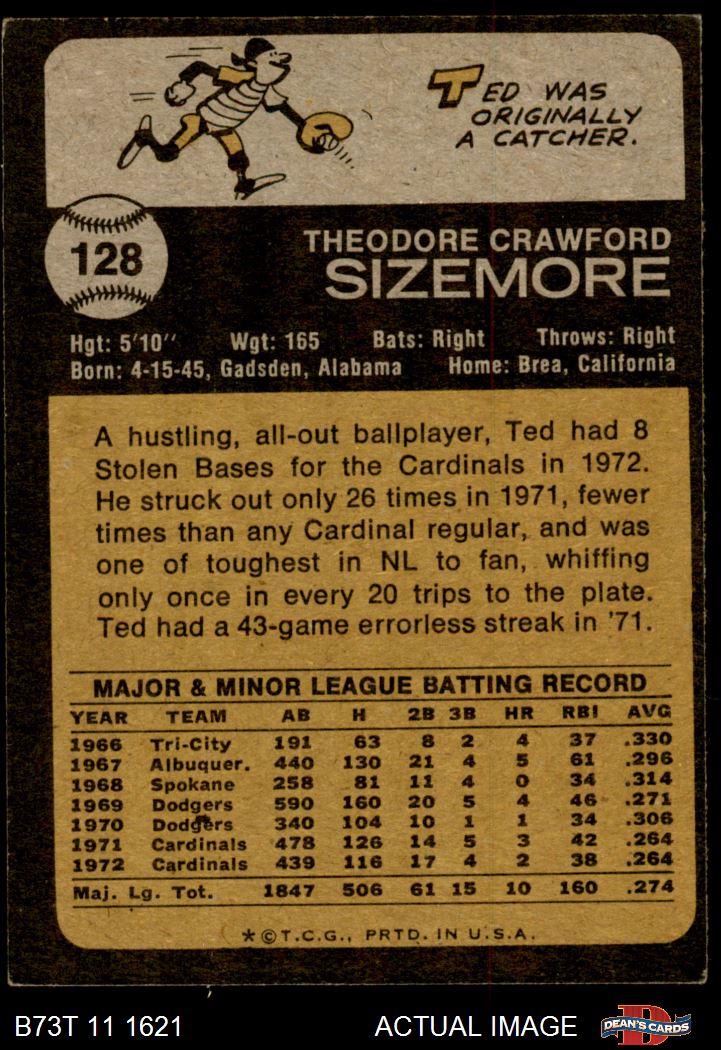 TED WAS
ORIGINALLY
A CATCHER.
128
THEODORE CRAWFORD
SIZEMORE
Hgt: 5'10" Wgt: 165 Bats: Right Throws: Right
Born: 4-15-45, Gadsden, Alabama Home: Brea, California
A hustling, all-out ballplayer, Ted had 8
Stolen Bases for the Cardinals in 1972.
He struck out only 26 times in 1971, fewer
times than any Cardinal regular, and was
one of toughest in NL to fan, whiffing
only once in every 20 trips to the plate.
Ted had a 43-game errorless streak in '71.
MAJOR & MINOR LEAGUE BATTING RECORD
YEAR TEAM AB H 2B 3B HR RBI AVG
1966 Tri-City 191 63 8 2 4 37 .330
1967 Albuquer. 440 130 21 4 5 61 .296
1968 Spokane 258 81 11 4 0 34 .314
1969 Dodgers 590 160 20 5 4 46 .271
1970 Dodgers 340 104 10 1 1 34 .306
1971 Cardinals 478 126 14 5 3 42 .264
1972 Cardinals 439 116 17 4 2 38 .264
Maj. Lg. Tot. 1847 506 61 15 10 160 .274
*©T.C.G., PRTD. IN U.S.A.
B73T 11 1621 ACTUAL IMAGE D DEAN'S CARDS